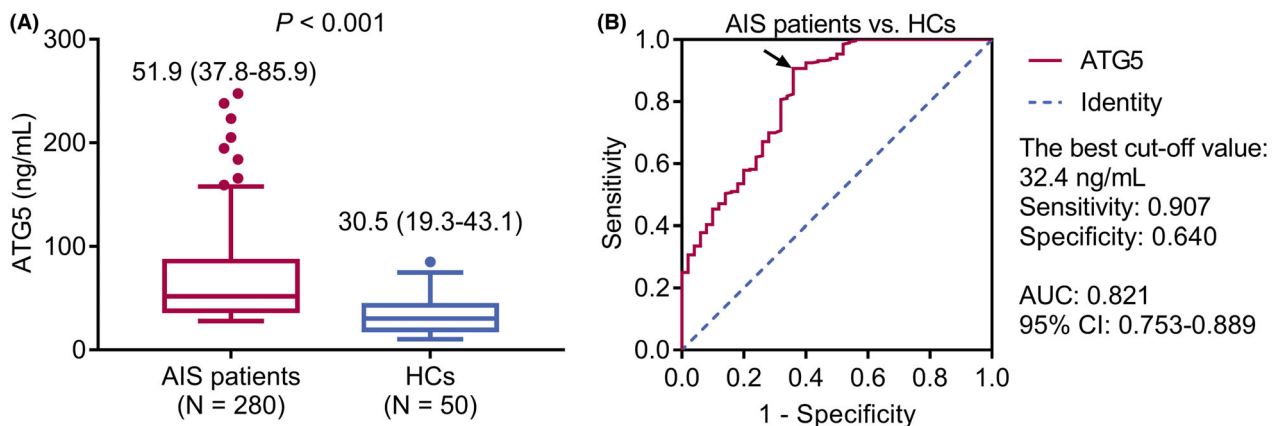 (A)
P < 0.001
300
200
100
0
ATG5 (ng/mL)
51.9 (37.8-85.9)
30.5 (19.3-43.1)
AIS patients
(N = 280)
HCs
(N = 50)
(B)
AIS patients vs. HCs
1.0
0.8
0.6
0.4
0.2
0.0
Sensitivity
0.0 0.2 0.4 0.6 0.8 1.0
1 - Specificity
ATG5
Identity
The best cut-off value:
32.4 ng/mL
Sensitivity: 0.907
Specificity: 0.640
AUC: 0.821
95% CI: 0.753-0.889